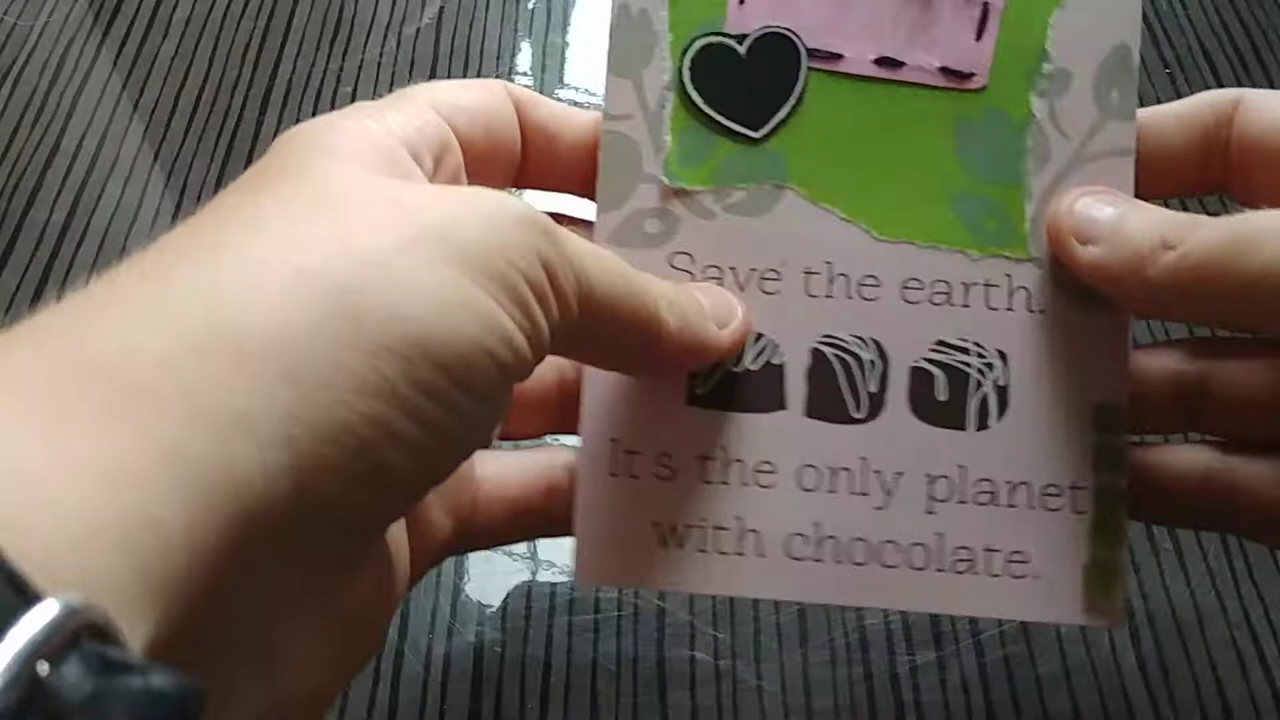 Save the earth.
It s the only planet
with chocolate.